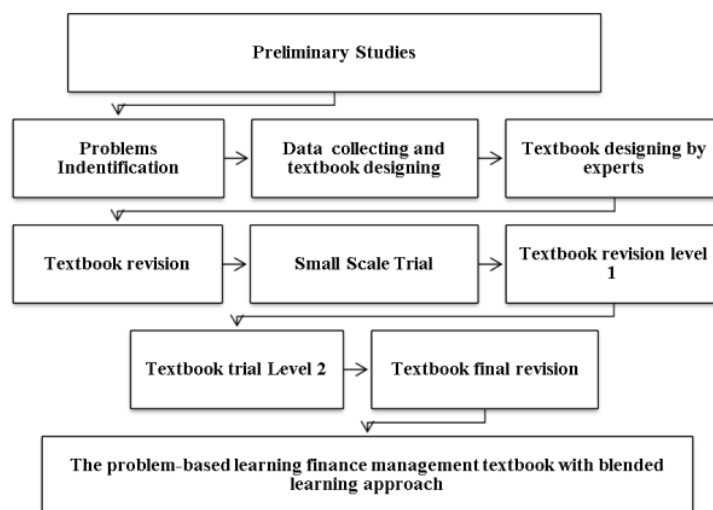 Preliminary Studies
Problems
Indentification
Data collecting and
textbook designing
Textbook designing by
experts
Textbook revision
Small Scale Trial
Textbook revision level
1
Textbook trial Level 2
Textbook final revision
The problem-based learning finance management textbook with blended
learning approach